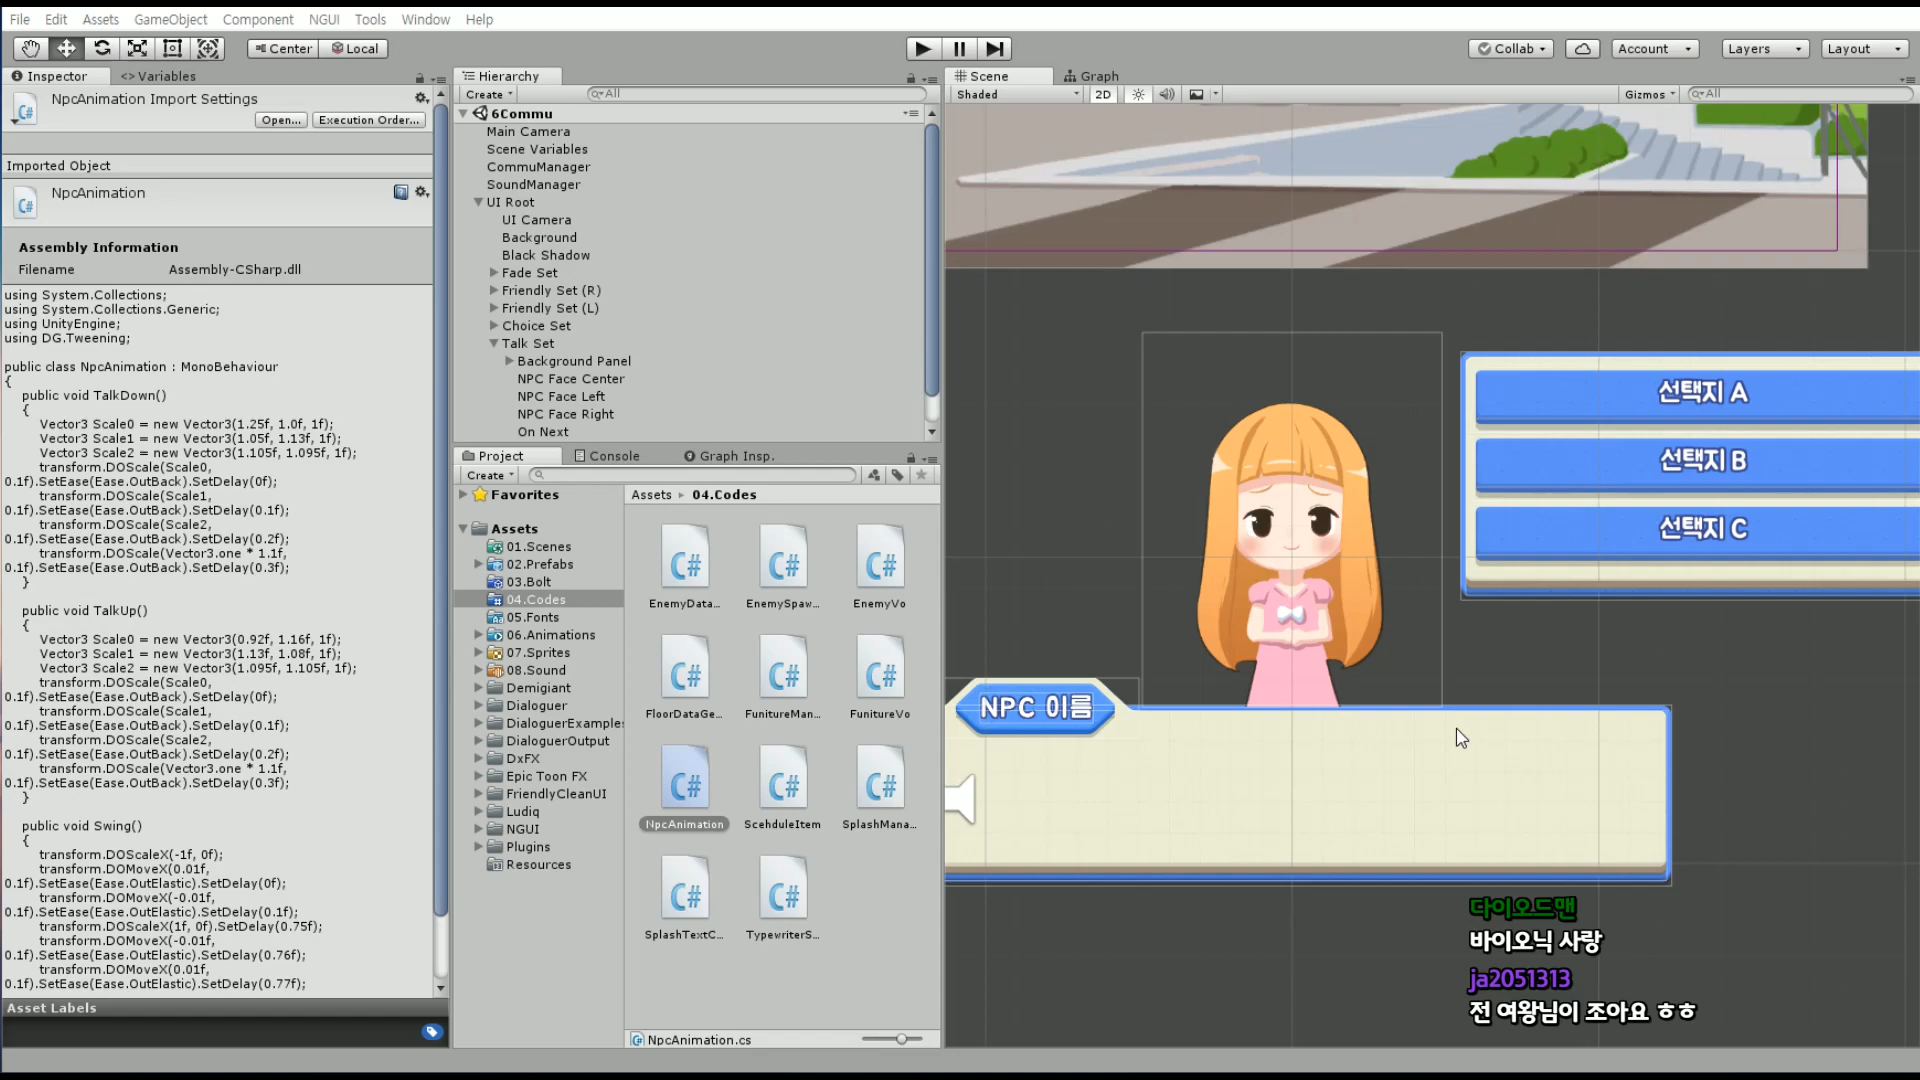 File Edit Assets GameObject Component NGUI Tools Window Help
Center Local Collab Account Layers Layout
Inspector <> Variables
NpcAnimation Import Settings
Open... Execution Order...
Imported Object
NpcAnimation
Assembly Information
Filename Assembly-CSharp.dll
using System.Collections;
using System.Collections.Generic;
using UnityEngine;
using DG.Tweening;
public class NpcAnimation : MonoBehaviour
{
public void TalkDown()
{
Vector3 Scale0 = new Vector3(1.25f, 1.0f, 1f);
Vector3 Scale1 = new Vector3(1.05f, 1.13f, 1f);
Vector3 Scale2 = new Vector3(1.105f, 1.095f, 1f);
transform.DOScale(Scale0,
0.1f).SetEase(Ease.OutBack).SetDelay(0f);
transform.DOScale(Scale1,
0.1f).SetEase(Ease.OutBack).SetDelay(0.1f);
transform.DOScale(Scale2,
0.1f).SetEase(Ease.OutBack).SetDelay(0.2f);
transform.DOScale(Vector3.one * 1.1f,
0.1f).SetEase(Ease.OutBack).SetDelay(0.3f);
}
public void TalkUp()
{
Vector3 Scale0 = new Vector3(0.92f, 1.16f, 1f);
Vector3 Scale1 = new Vector3(1.13f, 1.08f, 1f);
Vector3 Scale2 = new Vector3(1.095f, 1.105f, 1f);
transform.DOScale(Scale0,
0.1f).SetEase(Ease.OutBack).SetDelay(0f);
transform.DOScale(Scale1,
0.1f).SetEase(Ease.OutBack).SetDelay(0.1f);
transform.DOScale(Scale2,
0.1f).SetEase(Ease.OutBack).SetDelay(0.2f);
transform.DOScale(Vector3.one * 1.1f,
0.1f).SetEase(Ease.OutBack).SetDelay(0.3f);
}
public void Swing()
{
transform.DOScaleX(-1f, 0f);
transform.DOMoveX(0.01f,
0.1f).SetEase(Ease.OutElastic).SetDelay(0f);
transform.DOMoveX(-0.01f,
0.1f).SetEase(Ease.OutElastic).SetDelay(0.1f);
transform.DOScaleX(1f, 0f).SetDelay(0.75f);
transform.DOMoveX(-0.01f,
0.1f).SetEase(Ease.OutElastic).SetDelay(0.76f);
transform.DOMoveX(0.01f,
0.1f).SetEase(Ease.OutElastic).SetDelay(0.77f);
Asset Labels
Hierarchy
Create All
6Commu
Main Camera
Scene Variables
CommuManager
SoundManager
UI Root
UI Camera
Background
Black Shadow
Fade Set
Friendly Set (R)
Friendly Set (L)
Choice Set
Talk Set
Background Panel
NPC Face Center
NPC Face Left
NPC Face Right
On Next
Project Console Graph Insp.
Create
Favorites
Assets
01.Scenes
02.Prefabs
03.Bolt
04.Codes
05.Fonts
06.Animations
07.Sprites
08.Sound
Demigiant
Dialoguer
DialoguerExamples
DialoguerOutput
DxFX
Epic Toon FX
FriendlyCleanUI
Ludiq
NGUI
Plugins
Resources
Assets 04.Codes
C# C# C#
EnemyData... EnemySpaw... EnemyVo
C# C# C#
FloorDataGe... FunitureMan... FunitureVo
C# C# C#
NpcAnimation ScehduleItem SplashMana...
C# C#
SplashTextC... TypewriterS...
NpcAnimation.cs
Scene Graph
Shaded 2D Gizmos All
선택지 A
선택지 B
선택지 C
NPC 이름
다이오드맨
바이오닉 사랑
ja2051313
전 여왕님이 조아요 ㅎㅎ